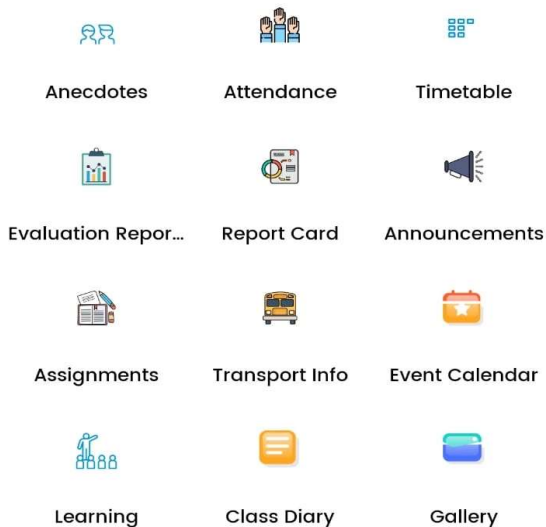 Anecdotes Attendance Timetable
Evaluation Repor... Report Card Announcements
Assignments Transport Info Event Calendar
Learning Class Diary Gallery